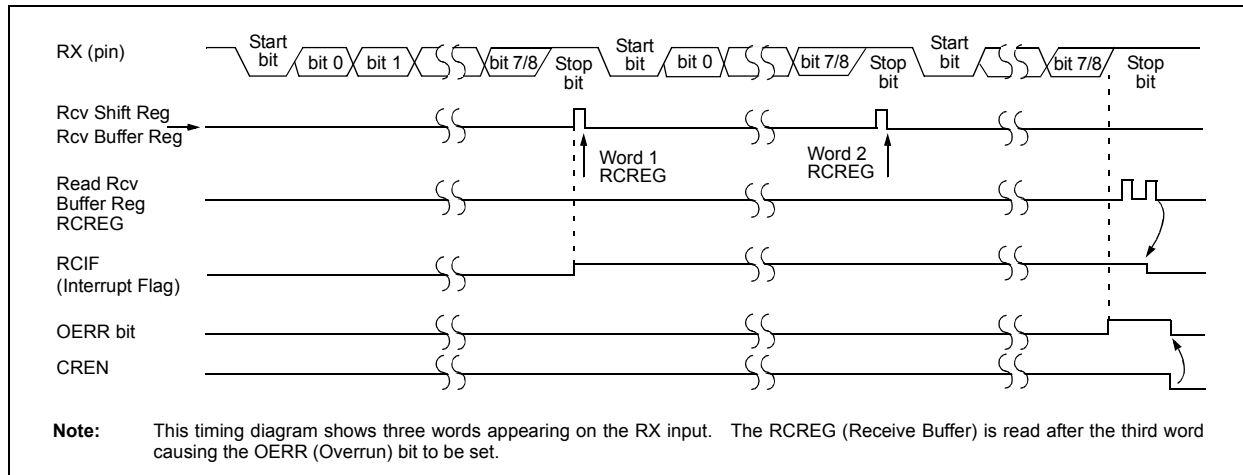 RX (pin)
Start
bit
bit 0
bit 1
bit 7/8
Stop
bit
Start
bit
bit 0
bit 7/8
Stop
bit
Start
bit
bit 7/8
Stop
bit
Rcv Shift Reg
Rcv Buffer Reg
Word 1
RCREG
Word 2
RCREG
Read Rcv
Buffer Reg
RCREG
RCIF
(Interrupt Flag)
OERR bit
CREN
Note: This timing diagram shows three words appearing on the RX input. The RCREG (Receive Buffer) is read after the third word
causing the OERR (Overrun) bit to be set.